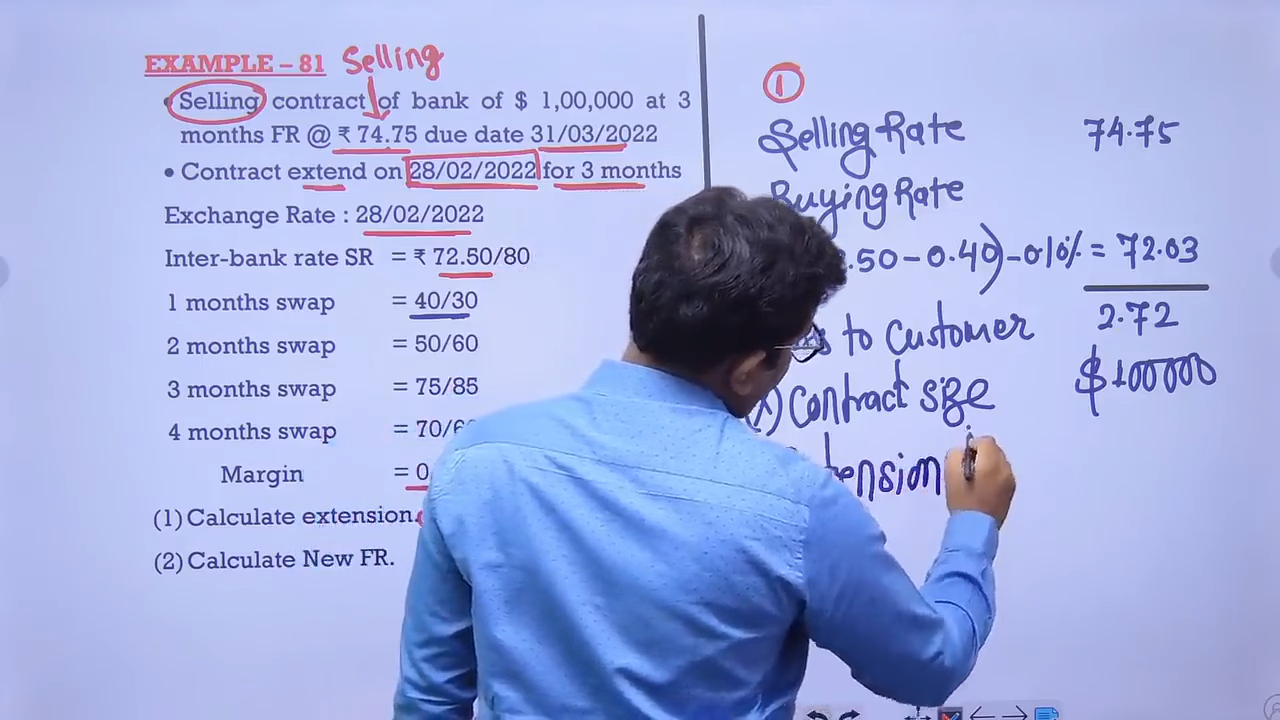 EXAMPLE – 81 Selling
• Selling contract of bank of $ 1,00,000 at 3
months FR @ ₹ 74.75 due date 31/03/2022
• Contract extend on 28/02/2022 for 3 months
Exchange Rate : 28/02/2022
Inter-bank rate SR = ₹ 72.50/80
1 months swap = 40/30
2 months swap = 50/60
3 months swap = 75/85
4 months swap = 70/6
Margin = 0
(1) Calculate extension.
(2) Calculate New FR.
1
Selling Rate 74.75
Buying Rate
.50 - 0.40) - 0.10% = 72.03
2.72
to Customer
(x) Contract size $100000
tension